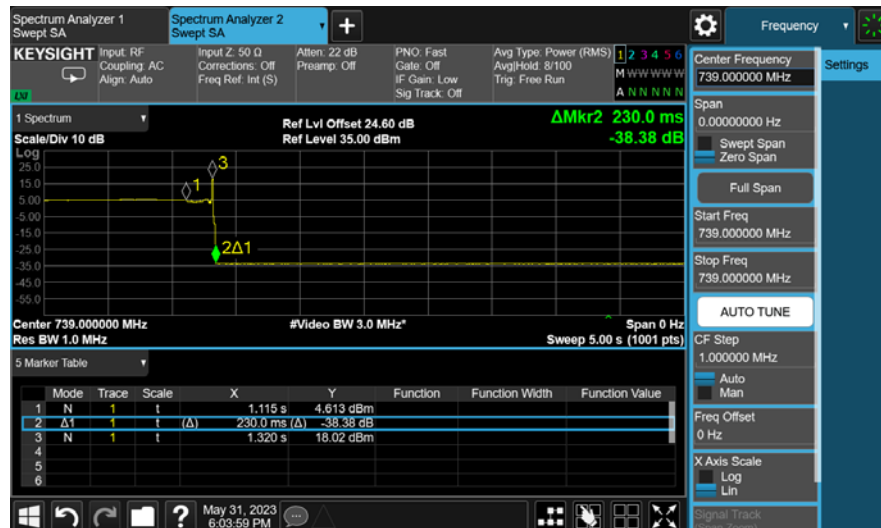 Spectrum Analyzer 1
Swept SA
Spectrum Analyzer 2
Swept SA
+
Frequency
KEYSIGHT
LXI
Input: RF
Coupling: AC
Align: Auto
Input Z: 50 Ω
Corrections: Off
Freq Ref: Int (S)
Atten: 22 dB
Preamp: Off
PNO: Fast
Gate: Off
IF Gain: Low
Sig Track: Off
Avg Type: Power (RMS)
Avg|Hold: 8/100
Trig: Free Run
1 2 3 4 5 6
M W W W W W
A N N N N N
Center Frequency
739.000000 MHz
Settings
1 Spectrum
Scale/Div 10 dB
Ref Lvl Offset 24.60 dB
Ref Level 35.00 dBm
ΔMkr2 230.0 ms
-38.38 dB
Log
25.0
15.0
5.00
-5.00
-15.0
-25.0
-35.0
-45.0
-55.0
1
3
2Δ1
Center 739.000000 MHz
Res BW 1.0 MHz
#Video BW 3.0 MHz*
Span 0 Hz
Sweep 5.00 s (1001 pts)
Span
0.00000000 Hz
Swept Span
Zero Span
Full Span
Start Freq
739.000000 MHz
Stop Freq
739.000000 MHz
AUTO TUNE
CF Step
1.000000 MHz
Auto
Man
Freq Offset
0 Hz
X Axis Scale
Log
Lin
Signal Track
(Span Zoom)
5 Marker Table
Mode Trace Scale X Y Function Function Width Function Value
1 N 1 t 1.115 s 4.613 dBm
2 Δ1 1 t (Δ) 230.0 ms (Δ) -38.38 dB
3 N 1 t 1.320 s 18.02 dBm
4
5
6
?
May 31, 2023
6:03:59 PM